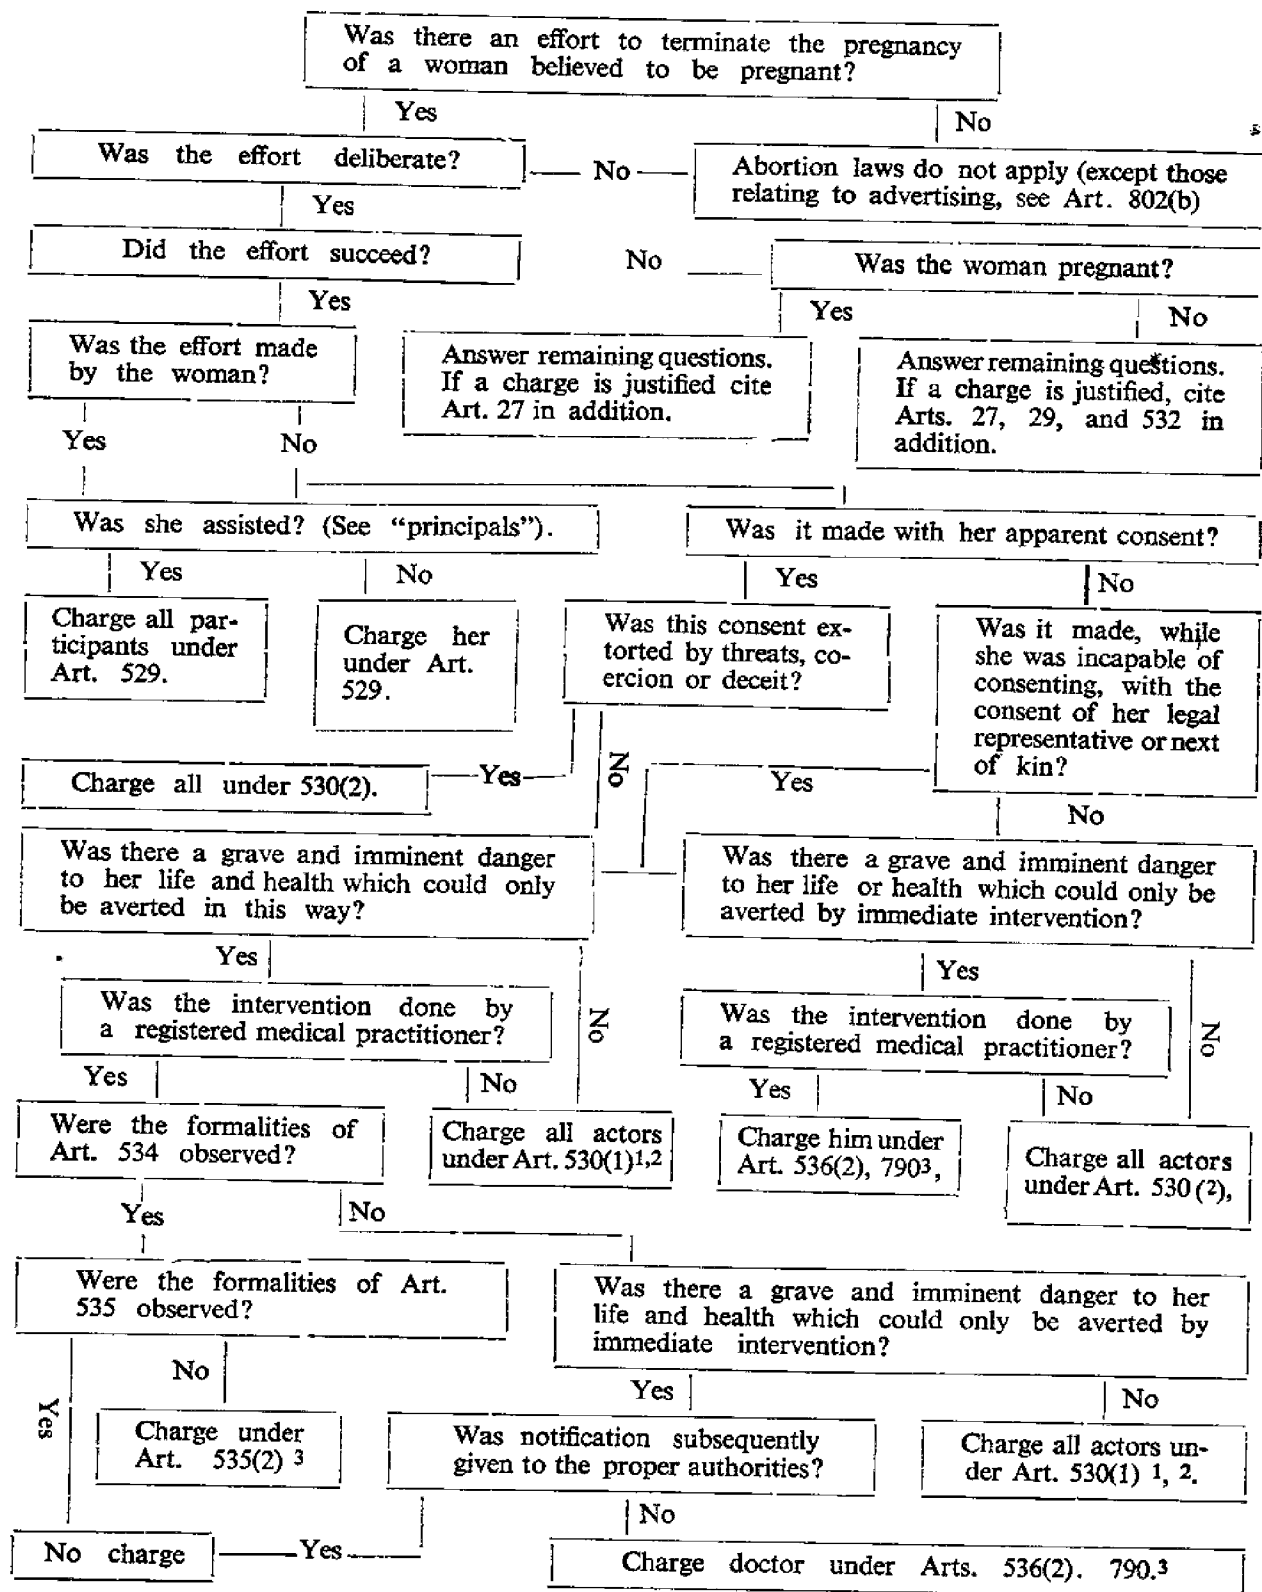 Was there an effort to terminate the pregnancy
of a woman believed to be pregnant?
Yes
No
Was the effort deliberate?
No
Abortion laws do not apply (except those
relating to advertising, see Art. 802(b)
Yes
Did the effort succeed?
No
Was the woman pregnant?
Yes
Yes
No
Was the effort made
by the woman?
Answer remaining questions.
If a charge is justified cite
Art. 27 in addition.
Answer remaining questions.
If a charge is justified, cite
Arts. 27, 29, and 532 in
addition.
Yes
No
Was she assisted? (See “principals”).
Was it made with her apparent consent?
Yes
No
Yes
No
Charge all par-
ticipants under
Art. 529.
Charge her
under Art.
529.
Was this consent ex-
torted by threats, co-
ercion or deceit?
Was it made, while
she was incapable of
consenting, with the
consent of her legal
representative or next
of kin?
Charge all under 530(2).
Yes
No
Yes
No
Was there a grave and imminent danger
to her life and health which could only
be averted in this way?
Was there a grave and imminent danger
to her life or health which could only be
averted by immediate intervention?
Yes
No
Yes
No
Was the intervention done by
a registered medical practitioner?
Was the intervention done by
a registered medical practitioner?
Yes
No
Yes
No
Were the formalities of
Art. 534 observed?
Charge all actors
under Art. 530(1)1,2
Charge him under
Art. 536(2), 7903,
Charge all actors
under Art. 530 (2),
Yes
No
Were the formalities of Art.
535 observed?
Was there a grave and imminent danger to her
life and health which could only be averted by
immediate intervention?
Yes
No
Yes
No
Charge under
Art. 535(2) 3
Was notification subsequently
given to the proper authorities?
Charge all actors un-
der Art. 530(1) 1, 2.
No charge
Yes
No
Charge doctor under Arts. 536(2). 790.3